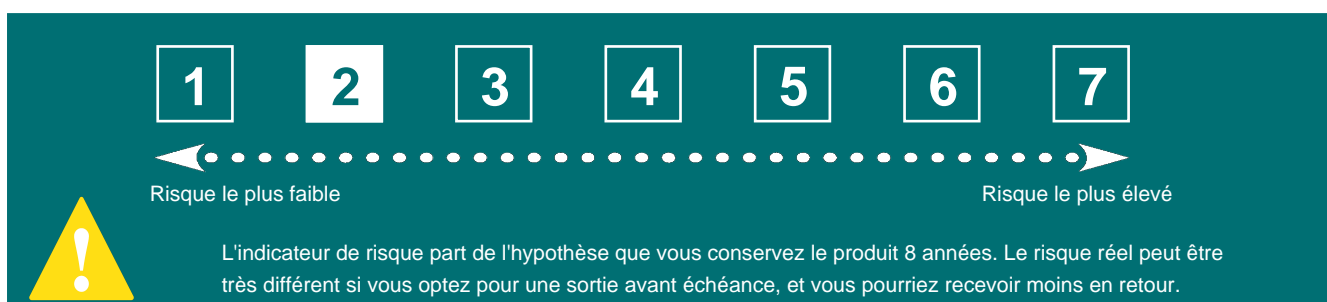 1 2 3 4 5 6 7
Risque le plus faible Risque le plus élevé
L'indicateur de risque part de l'hypothèse que vous conservez le produit 8 années. Le risque réel peut être
très différent si vous optez pour une sortie avant échéance, et vous pourriez recevoir moins en retour.